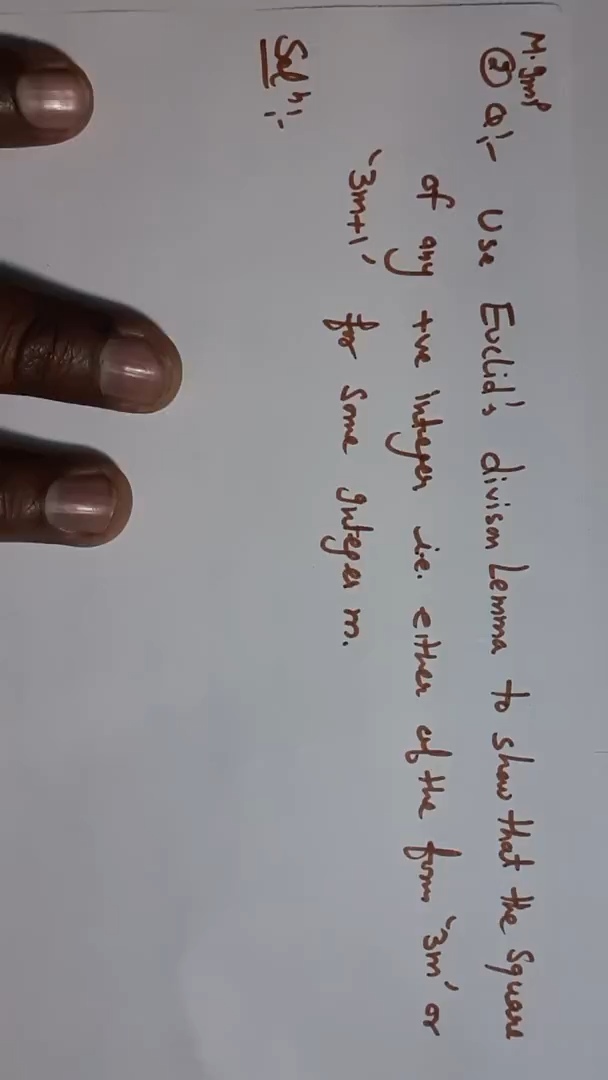 M.Imp
② Q:- Use Euclid's divison Lemma to show that the Square
of any +ve integer i.e. either of the form '3m' or
'3m+1' for some Integer m.
Solⁿ:-